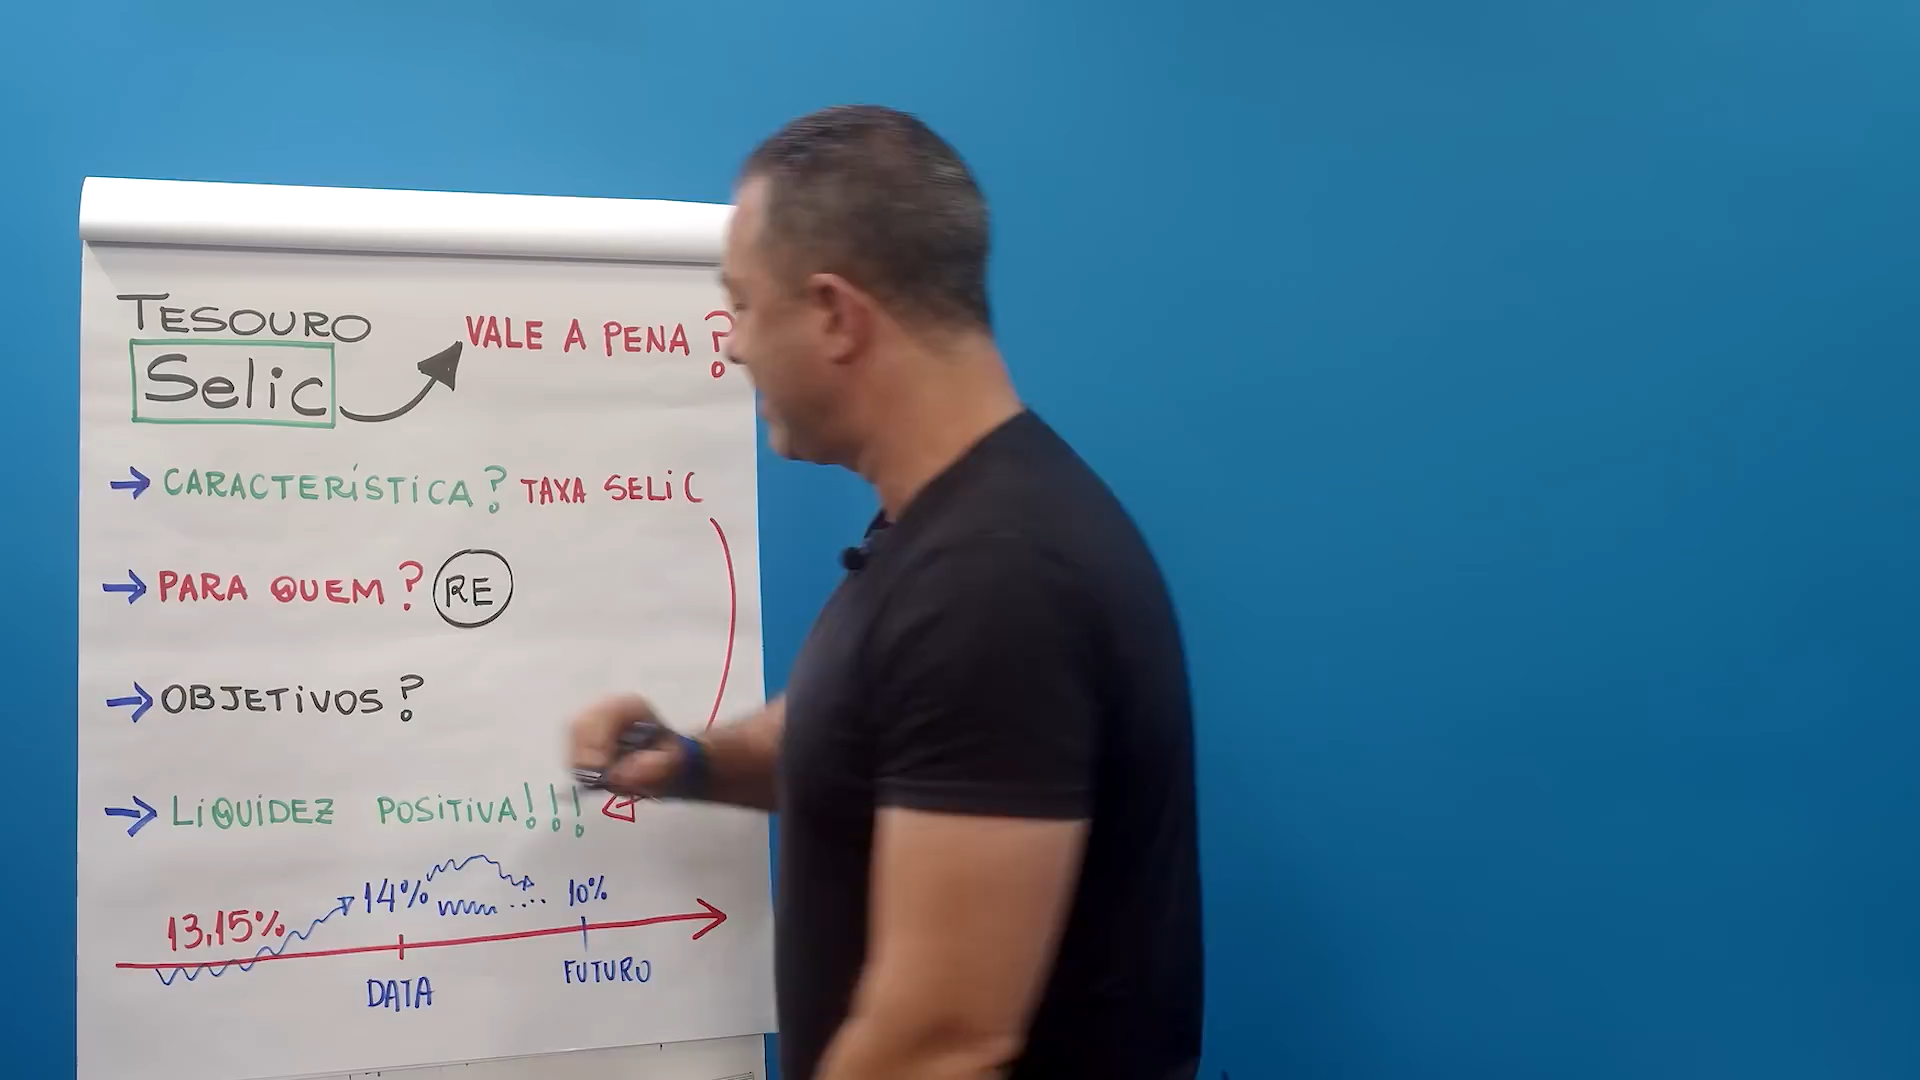 TESOURO
Selic
VALE A PENA?
CARACTERÍSTICA? TAXA SELIC
PARA QUEM? RE
OBJETIVOS?
LIQUIDEZ POSITIVA!!!
13,15% 14% 10%
DATA FUTURO